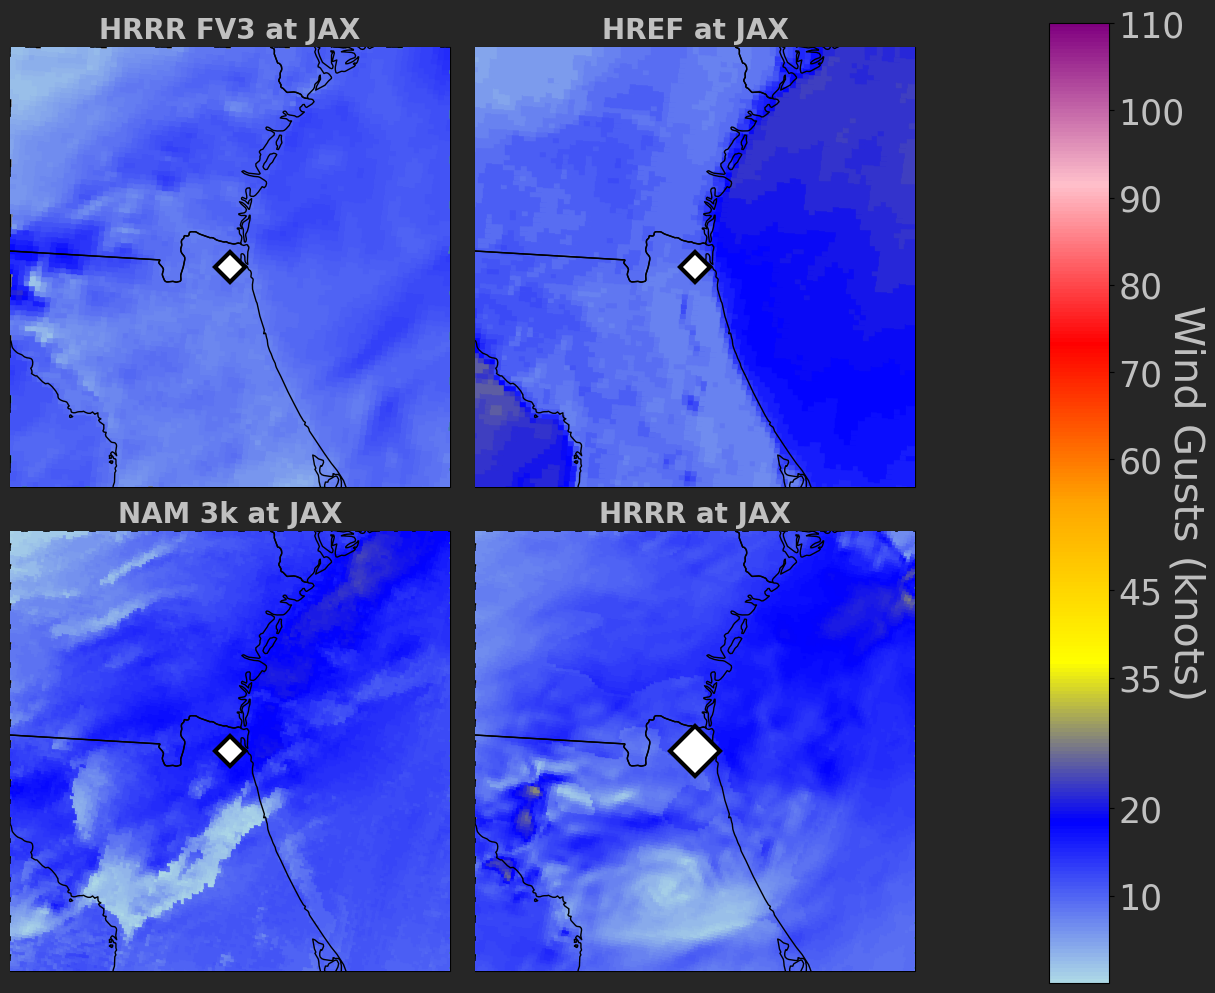 HRRR FV3 at JAX
HREF at JAX
NAM 3k at JAX
HRRR at JAX
110
100
90
80
70
60
45
35
20
10
Wind Gusts (knots)